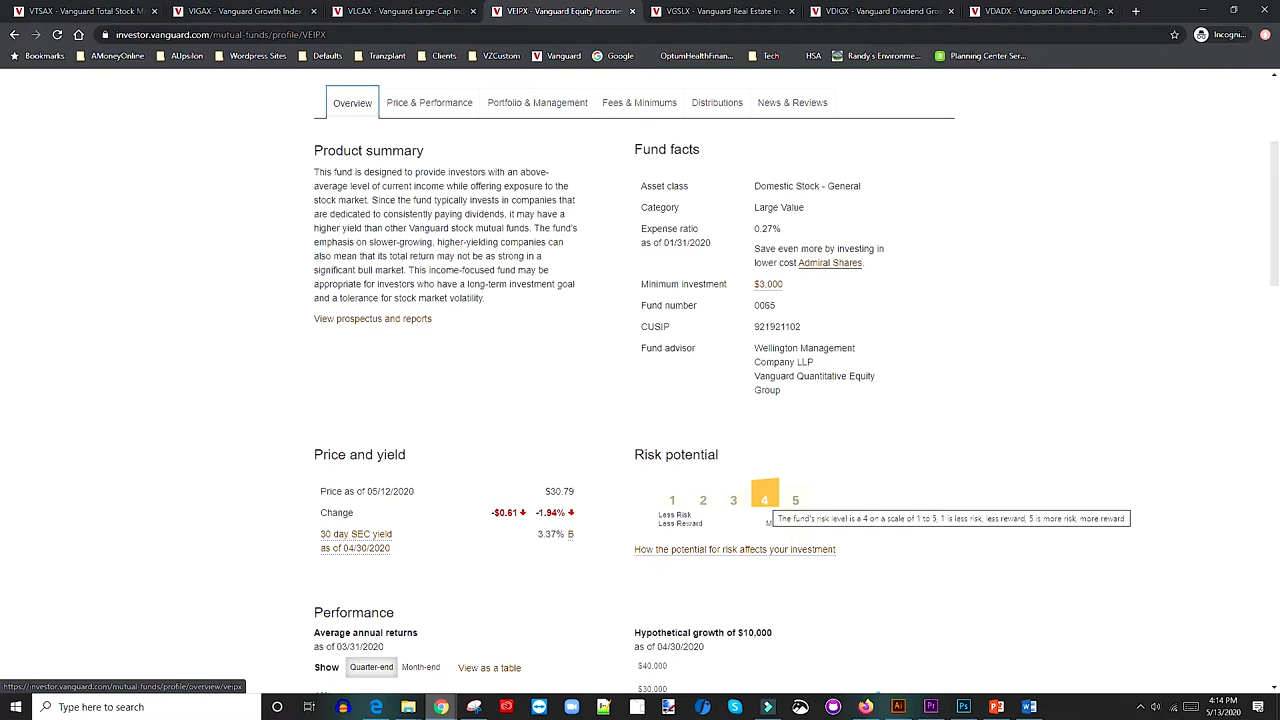 VTSAX - Vanguard Total Stock M
VIGAX - Vanguard Growth Index
VLCAX - Vanguard Large-Cap In
VEIPX - Vanguard Equity Income
VGSLX - Vanguard Real Estate In
VDIGX - Vanguard Dividend Gro
VDADX - Vanguard Dividend App
investor.vanguard.com/mutual-funds/profile/VEIPX
Incogni...
Bookmarks AMoneyOnline AUpsilon Wordpress Sites Defaults Tranzplant Clients VZCustom Vanguard Google OptumHealthFinan... Tech HSA Randy's Environme... Planning Center Ser...
Overview Price & Performance Portfolio & Management Fees & Minimums Distributions News & Reviews
Product summary
This fund is designed to provide investors with an above-
average level of current income while offering exposure to the
stock market. Since the fund typically invests in companies that
are dedicated to consistently paying dividends, it may have a
higher yield than other Vanguard stock mutual funds. The fund's
emphasis on slower-growing, higher-yielding companies can
also mean that its total return may not be as strong in a
significant bull market. This income-focused fund may be
appropriate for investors who have a long-term investment goal
and a tolerance for stock market volatility.
View prospectus and reports
Fund facts
Asset class Domestic Stock - General
Category Large Value
Expense ratio 0.27%
as of 01/31/2020
Save even more by investing in
lower cost Admiral Shares.
Minimum investment $3,000
Fund number 0065
CUSIP 921921102
Fund advisor Wellington Management
Company LLP
Vanguard Quantitative Equity
Group
Price and yield
Price as of 05/12/2020 $30.79
Change -$0.61 -1.94%
30 day SEC yield 3.37% B
as of 04/30/2020
Risk potential
1 2 3 4 5
Less Risk
Less Reward
M
The fund's risk level is a 4 on a scale of 1 to 5, 1 is less risk, less reward, 5 is more risk, more reward
How the potential for risk affects your investment
Performance
Average annual returns
as of 03/31/2020
Show Quarter-end Month-end View as a table
Hypothetical growth of $10,000
as of 04/30/2020
$40,000
$30,000
https://investor.vanguard.com/mutual-funds/profile/overview/veipx
Type here to search
4:14 PM
5/13/2020